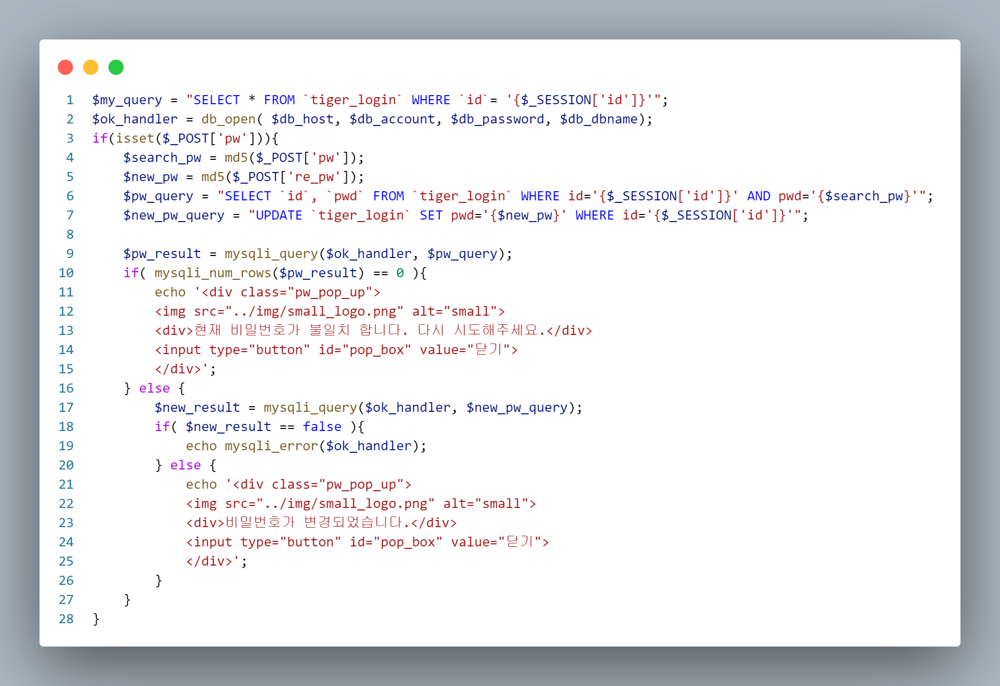 1 $my_query = "SELECT * FROM `tiger_login` WHERE `id`= '{$_SESSION['id']}'";
2 $ok_handler = db_open( $db_host, $db_account, $db_password, $db_dbname);
3 if(isset($_POST['pw'])){
4     $search_pw = md5($_POST['pw']);
5     $new_pw = md5($_POST['re_pw']);
6     $pw_query = "SELECT `id`, `pwd` FROM `tiger_login` WHERE id='{$_SESSION['id']}' AND pwd='{$search_pw}'";
7     $new_pw_query = "UPDATE `tiger_login` SET pwd='{$new_pw}' WHERE id='{$_SESSION['id']}'";
8
9     $pw_result = mysqli_query($ok_handler, $pw_query);
10     if( mysqli_num_rows($pw_result) == 0 ){
11         echo '<div class="pw_pop_up">
12         <img src="../img/small_logo.png" alt="small">
13         <div>현재 비밀번호가 불일치 합니다. 다시 시도해주세요.</div>
14         <input type="button" id="pop_box" value="닫기">
15         </div>';
16     } else {
17         $new_result = mysqli_query($ok_handler, $new_pw_query);
18         if( $new_result == false ){
19             echo mysqli_error($ok_handler);
20         } else {
21             echo '<div class="pw_pop_up">
22             <img src="../img/small_logo.png" alt="small">
23             <div>비밀번호가 변경되었습니다.</div>
24             <input type="button" id="pop_box" value="닫기">
25             </div>';
26         }
27     }
28 }